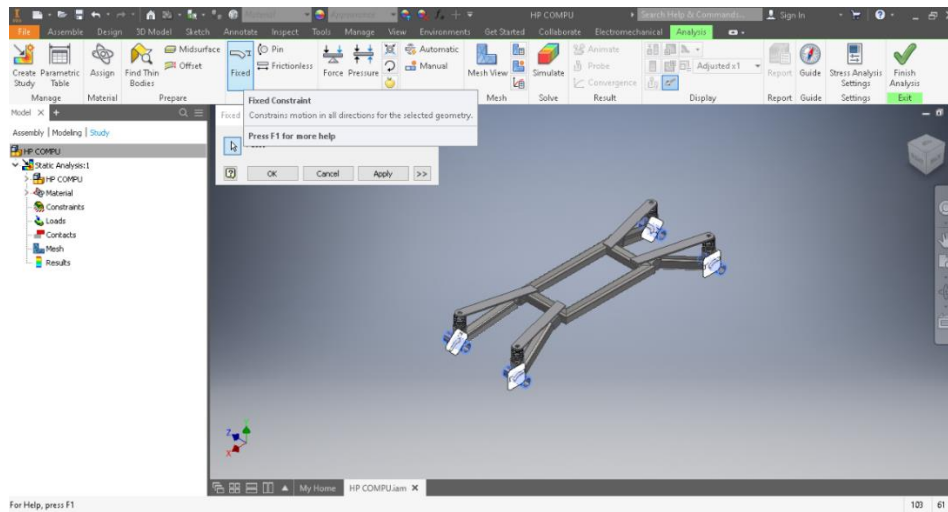 HP COMPU
Search Help & Commands...
Sign In
File Assemble Design 3D Model Sketch Annotate Inspect Tools Manage View Environments Get Started Collaborate Electromechanical Analysis
Create Study
Parametric Table
Assign
Find Thin Bodies
Midsurface
Offset
Fixed
Pin
Frictionless
Force Pressure
Automatic
Manual
Mesh View
Simulate
Animate
Probe
Convergence
Adjusted x1
Report
Guide
Stress Analysis Settings
Finish Analysis
Manage Material Prepare Mesh Solve Result Display Report Guide Settings Exit
Model
Assembly | Modeling | Study
HP COMPU
Static Analysis:1
HP COMPU
Material
Constraints
Loads
Contacts
Mesh
Results
Fixed Constraint
Fixed
Constrains motion in all directions for the selected geometry.
Press F1 for more help
OK Cancel Apply >>
Z
X
My Home HP COMPU.iam
For Help, press F1
103 61